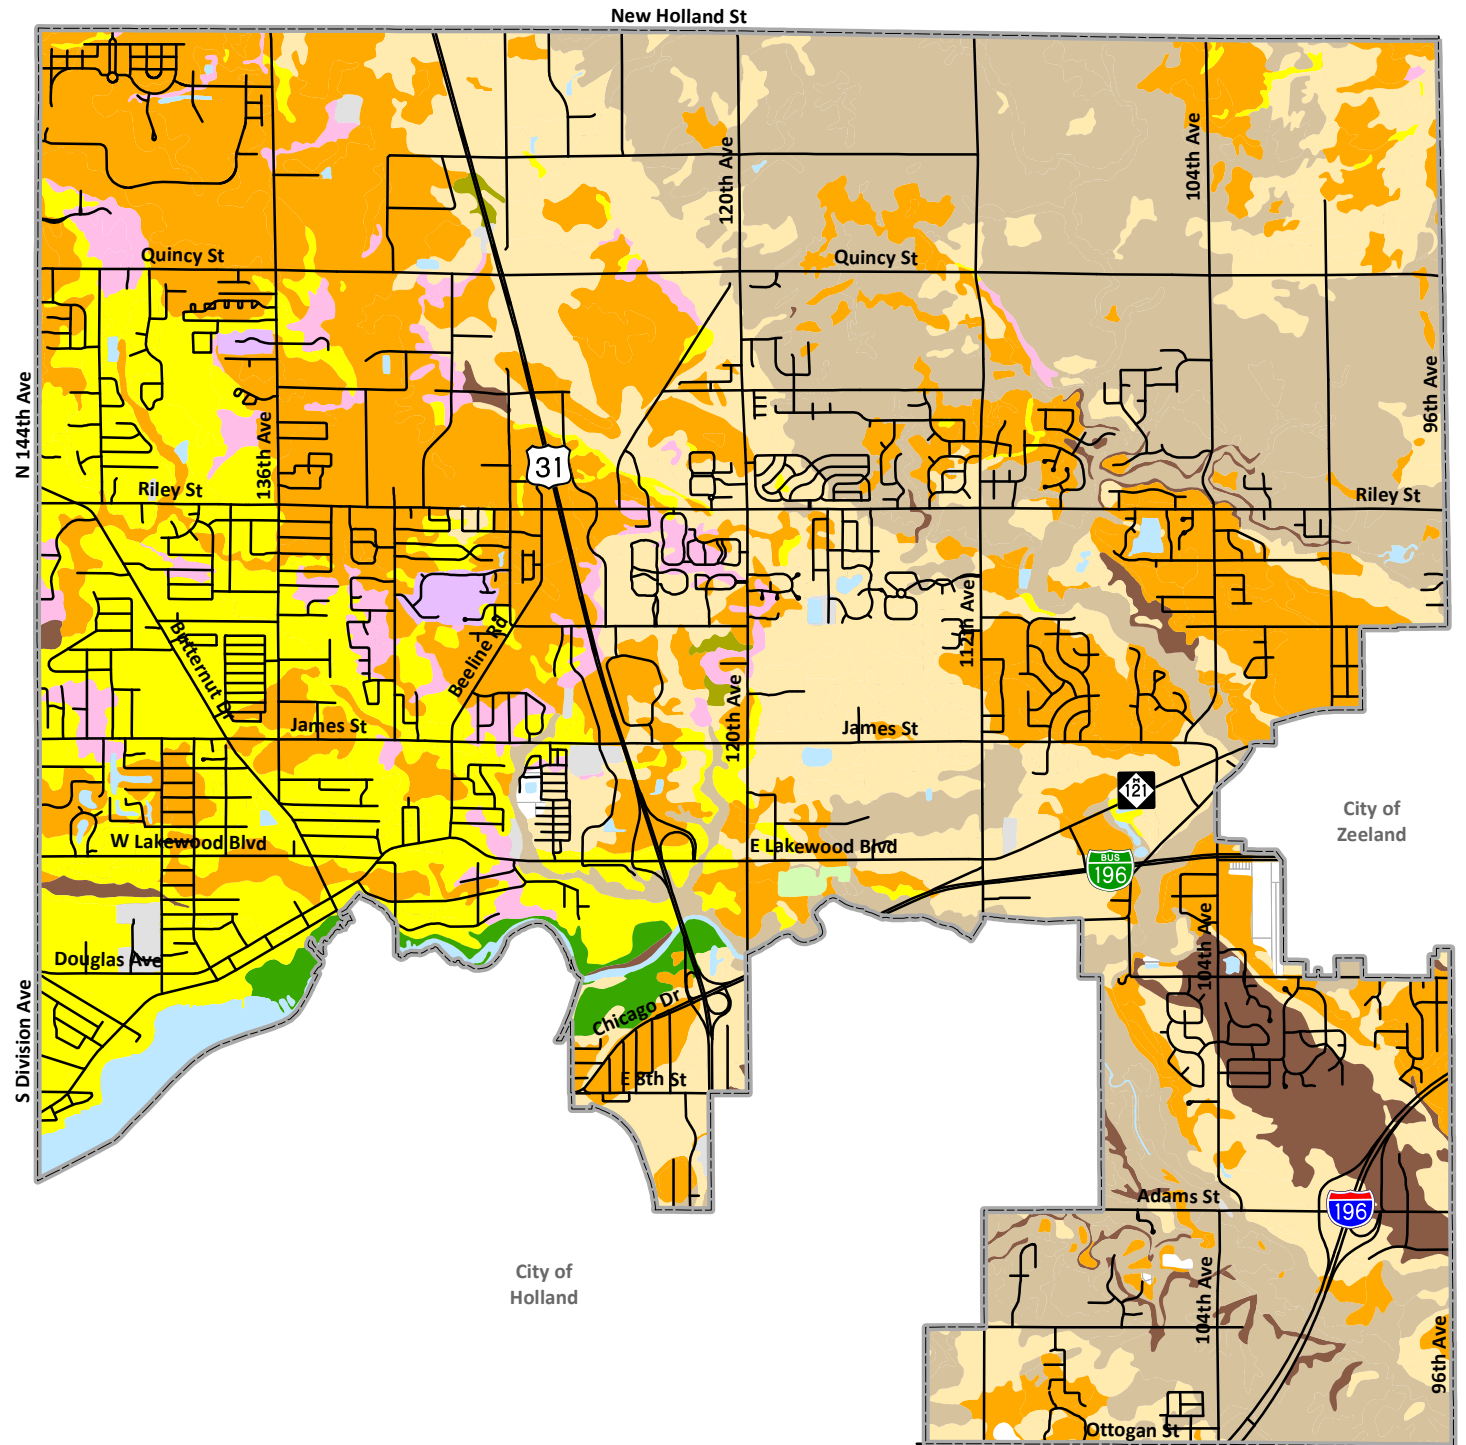 New Holland St
120th Ave
104th Ave
Quincy St
Quincy St
N 144th Ave
136th Ave
96th Ave
31
Riley St
Riley St
Butternut Dr
Beeline Rd
112th Ave
James St
120th Ave
James St
M
121
City of
Zeeland
W Lakewood Blvd
E Lakewood Blvd
BUS
196
104th Ave
Douglas Ave
S Division Ave
Chicago Dr
E 8th St
Adams St
196
City of
Holland
104th Ave
96th Ave
Ottogan St